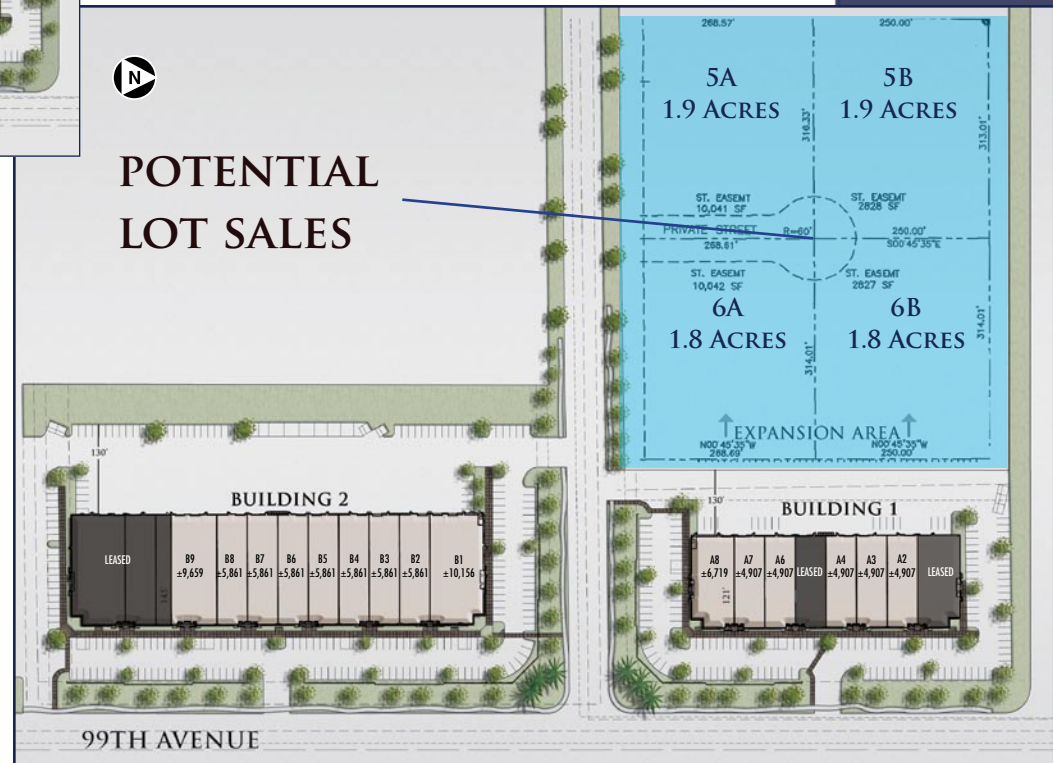 N
POTENTIAL
LOT SALES
268.57'
250.00'
5A
1.9 ACRES
5B
1.9 ACRES
316.33'
313.01'
ST. EASEMT
10,041 SF
ST. EASEMT
2828 SF
PRIVATE STREET
R=60'
268.61'
250.00'
S00°45'35"E
ST. EASEMT
10,042 SF
ST. EASEMT
2827 SF
6A
1.8 ACRES
6B
1.8 ACRES
314.01'
314.01'
EXPANSION AREA
N00°45'35"W
268.69'
N00°45'35"W
250.00'
130'
BUILDING 2
LEASED
143'
B9
±9,659
B8
±5,861
B7
±5,861
B6
±5,861
B5
±5,861
B4
±5,861
B3
±5,861
B2
±5,861
B1
±10,156
130'
BUILDING 1
A8
±6,719
121'
A7
±4,907
A6
±4,907
LEASED
A4
±4,907
A3
±4,907
A2
±4,907
LEASED
99TH AVENUE